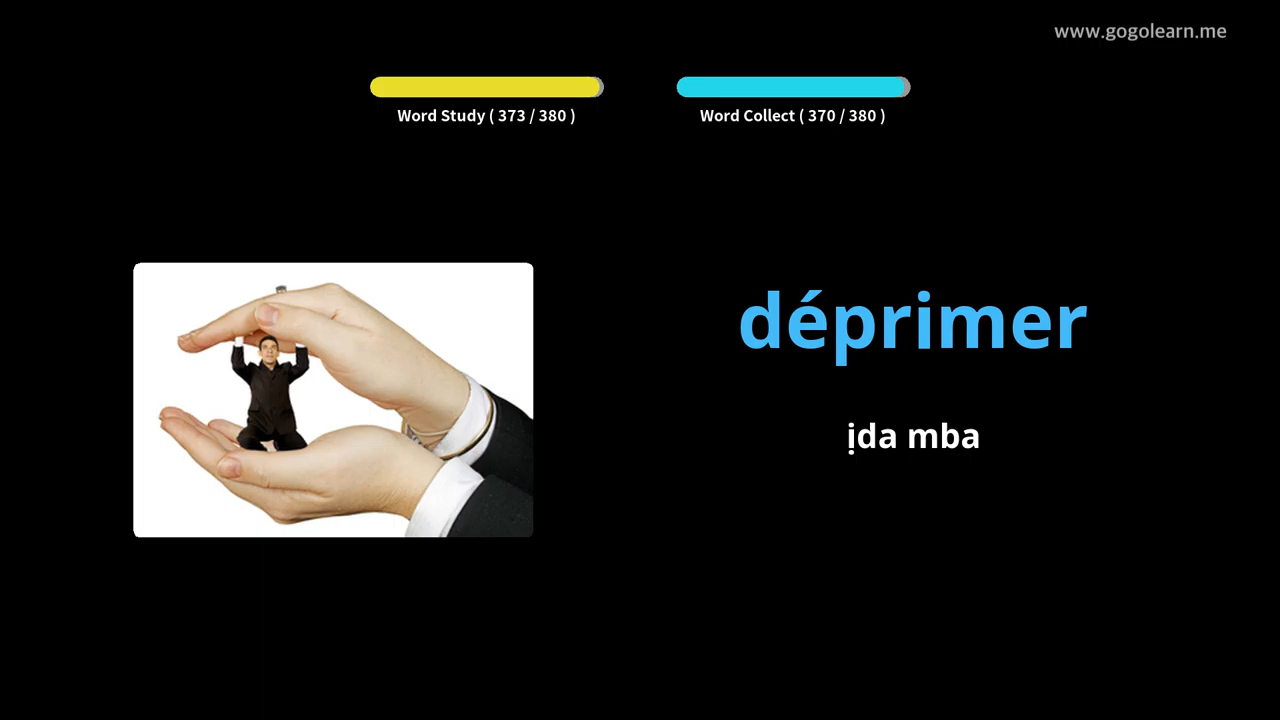 www.gogolearn.me
Word Study ( 373 / 380 )
Word Collect ( 370 / 380 )
déprimer
ịda mba